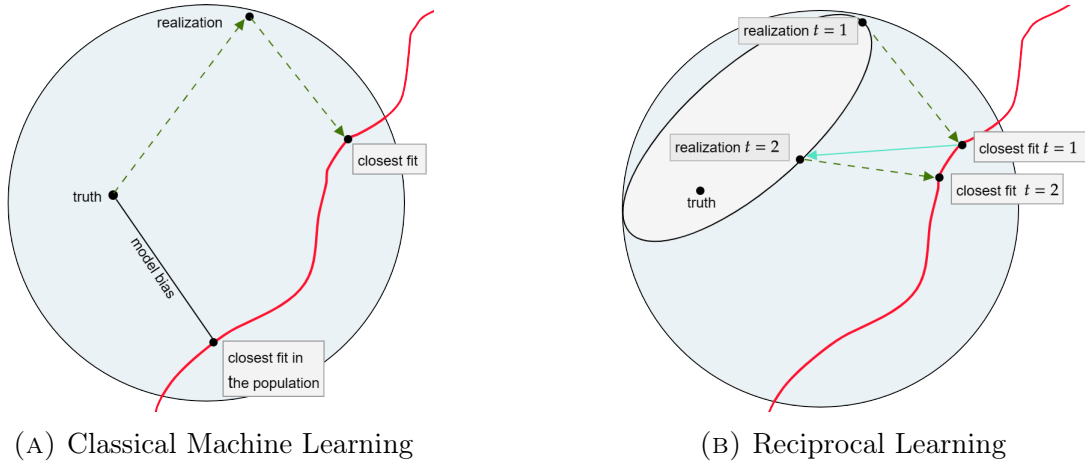 realization
truth
closest fit
model bias
closest fit in
the population
(A) Classical Machine Learning
realization t = 1
realization t = 2
closest fit t = 1
closest fit t = 2
truth
(B) Reciprocal Learning